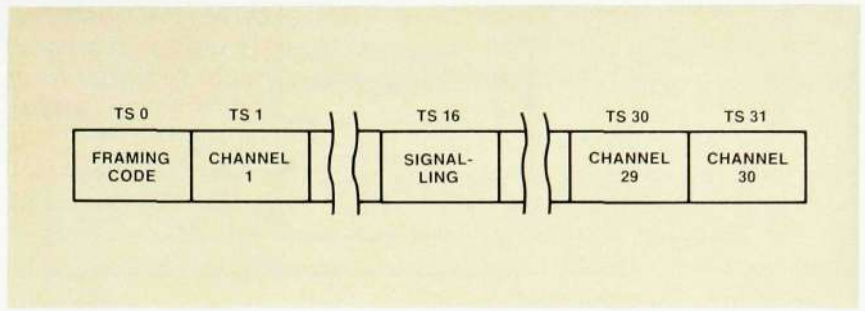 TS 0 TS 1 TS 16 TS 30 TS 31
FRAMING CHANNEL SIGNAL- CHANNEL CHANNEL
CODE 1 LING 29 30